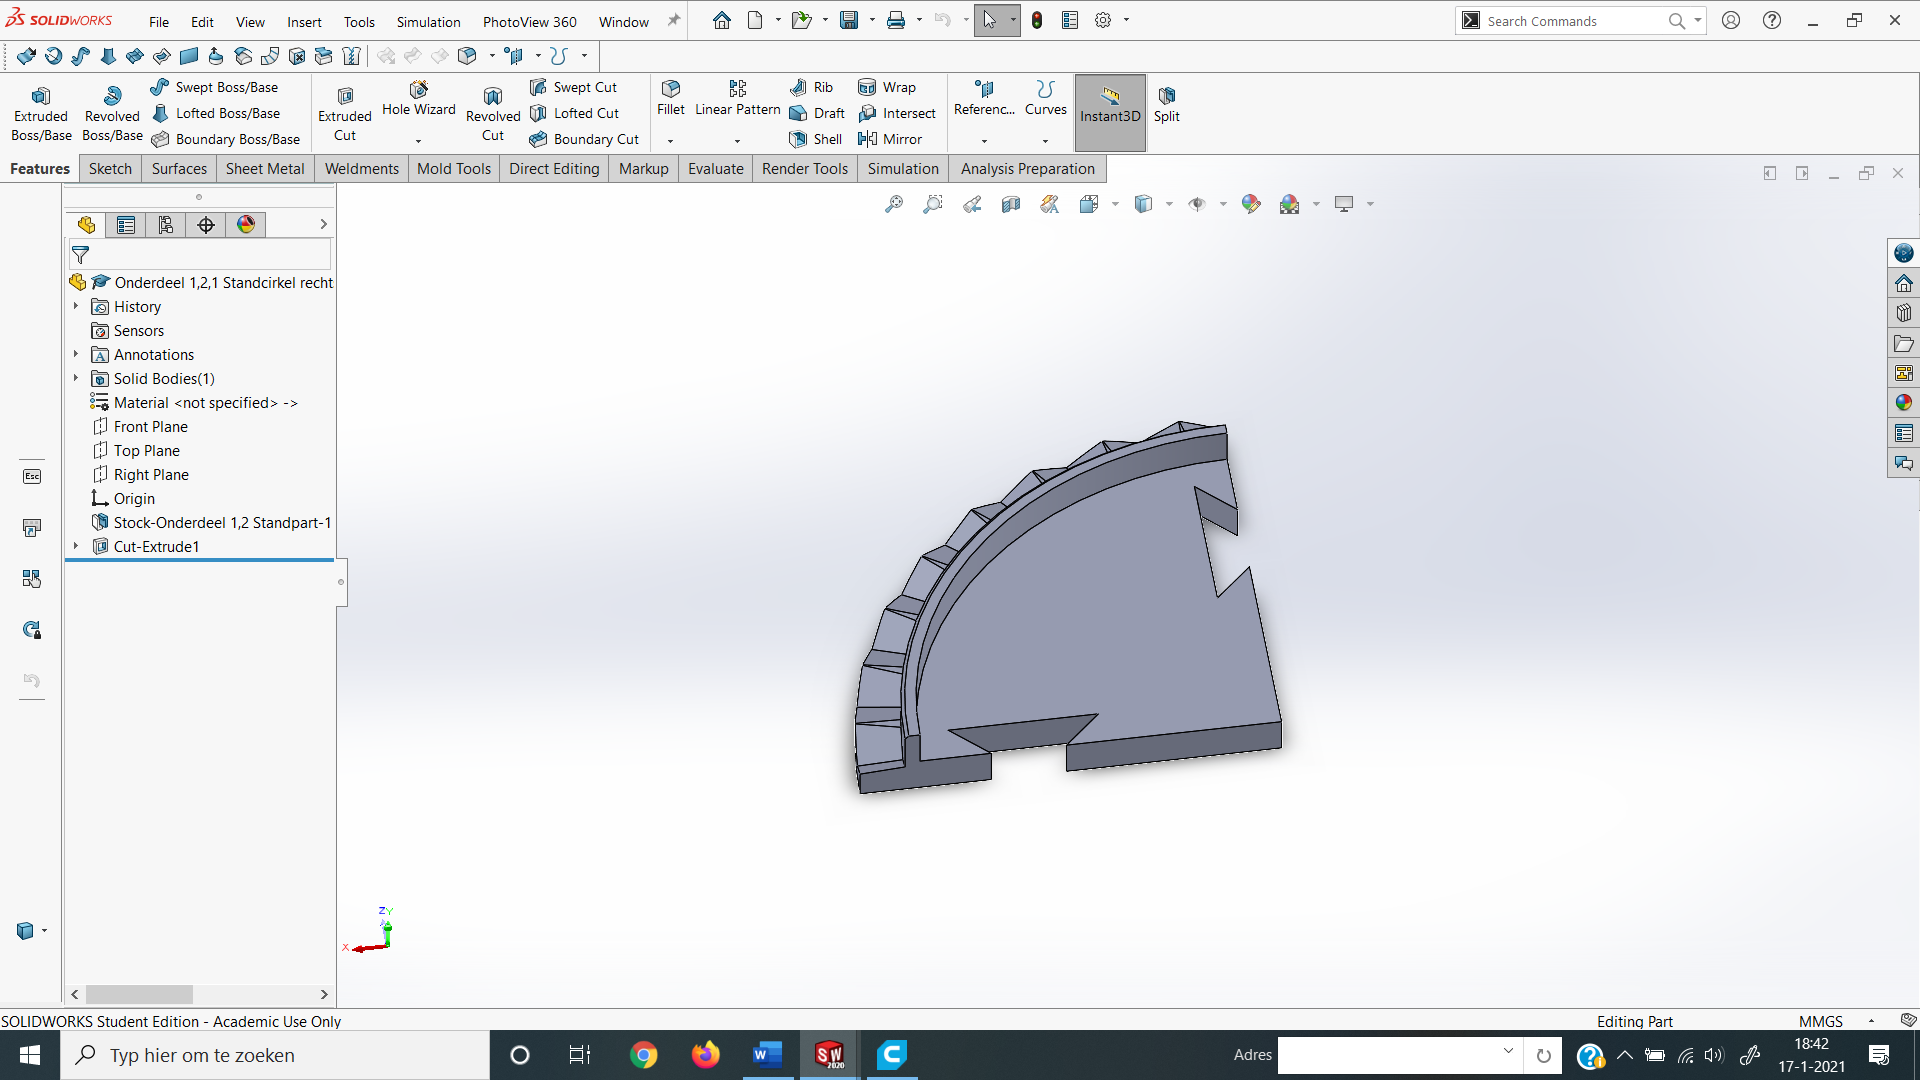 SOLIDWORKS File Edit View Insert Tools Simulation PhotoView 360 Window Search Commands
Extruded Boss/Base
Revolved Boss/Base
Swept Boss/Base
Lofted Boss/Base
Boundary Boss/Base
Extruded Cut
Hole Wizard
Revolved Cut
Swept Cut
Lofted Cut
Boundary Cut
Fillet
Linear Pattern
Rib
Draft
Shell
Wrap
Intersect
Mirror
Referenc...
Curves
Instant3D
Split
Features Sketch Surfaces Sheet Metal Weldments Mold Tools Direct Editing Markup Evaluate Render Tools Simulation Analysis Preparation
Onderdeel 1,2,1 Standcirkel recht
History
Sensors
Annotations
Solid Bodies(1)
Material <not specified> ->
Front Plane
Top Plane
Right Plane
Origin
Stock-Onderdeel 1,2 Standpart-1
Cut-Extrude1
Esc
Z Y
X
SOLIDWORKS Student Edition - Academic Use Only Editing Part MMGS
Typ hier om te zoeken
W
SW
2020
Adres
18:42
17-1-2021